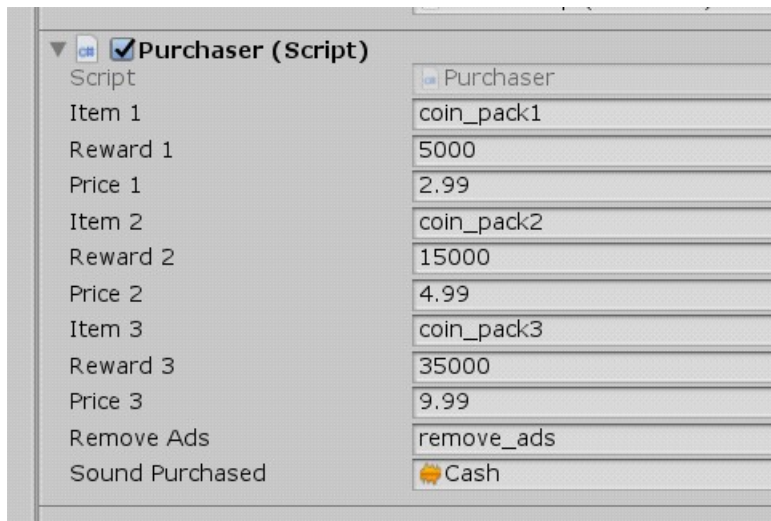 Purchaser (Script)
Script Purchaser
Item 1 coin_pack1
Reward 1 5000
Price 1 2.99
Item 2 coin_pack2
Reward 2 15000
Price 2 4.99
Item 3 coin_pack3
Reward 3 35000
Price 3 9.99
Remove Ads remove_ads
Sound Purchased Cash